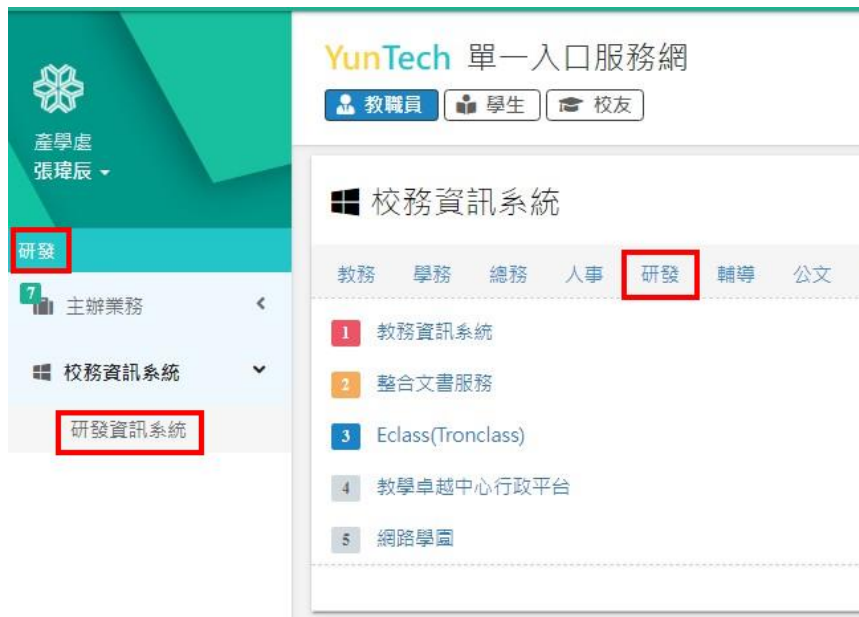 產學處
張瑋辰
研發
7
主辦業務
校務資訊系統
研發資訊系統
YunTech 單一入口服務網
教職員 學生 校友
校務資訊系統
教務 學務 總務 人事 研發 輔導 公文
1 教務資訊系統
2 整合文書服務
3 Eclass(Tronclass)
4 教學卓越中心行政平台
5 網路學園